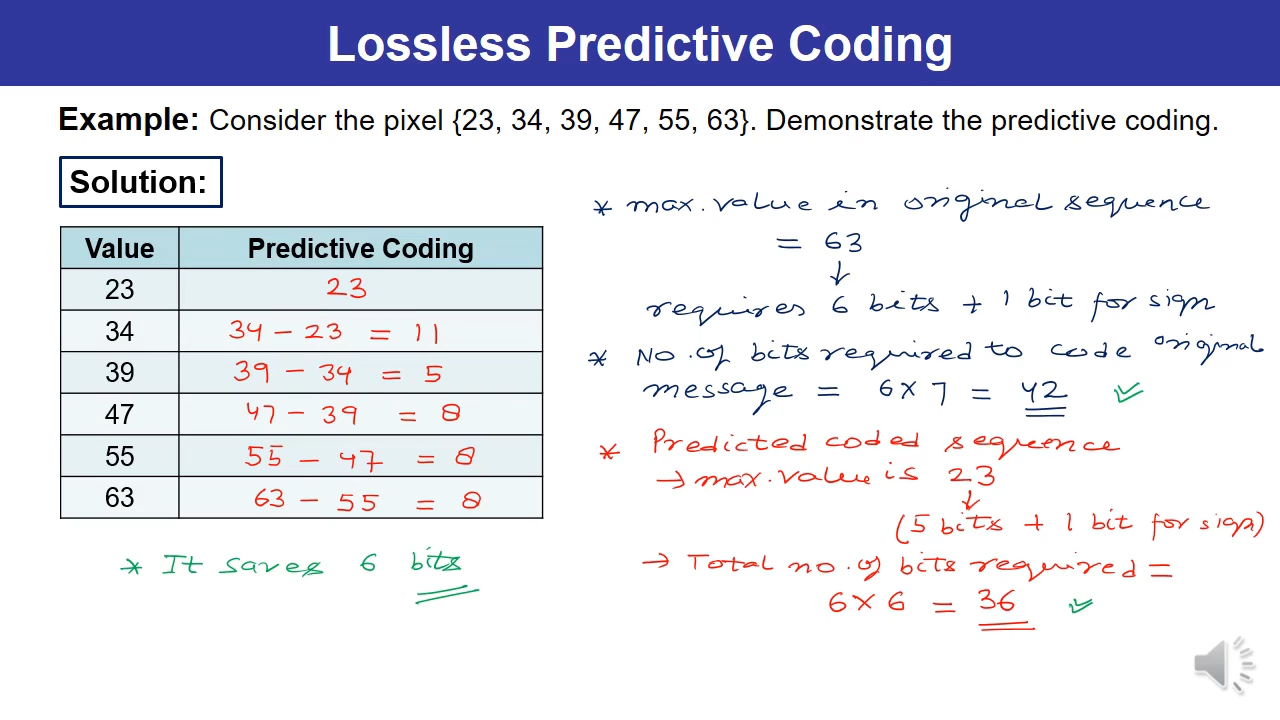 Lossless Predictive Coding
Example: Consider the pixel {23, 34, 39, 47, 55, 63}. Demonstrate the predictive coding.
Solution:
Value Predictive Coding
23 23
34 34 - 23 = 11
39 39 - 34 = 5
47 47 - 39 = 8
55 55 - 47 = 8
63 63 - 55 = 8
* It saves 6 bits
* max. value in original sequence
= 63
↓
requires 6 bits + 1 bit for sign
* No. of bits required to code original
message = 6 x 7 = 42 ✓
* Predicted coded sequence
→ max. value is 23
↓
(5 bits + 1 bit for sign)
→ Total no. of bits required =
6 x 6 = 36 ✓